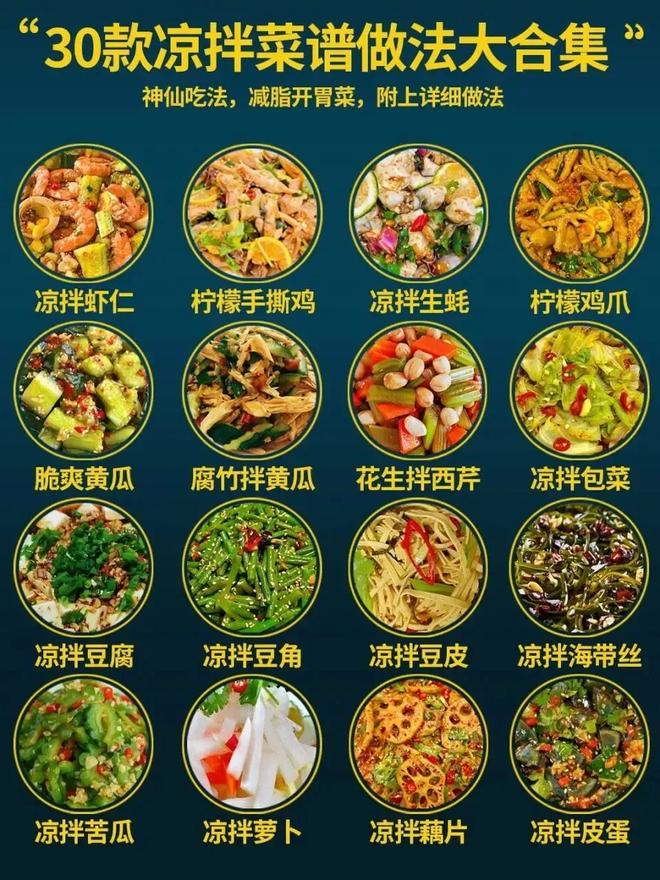 “30款凉拌菜谱做法大合集”
神仙吃法，减脂开胃菜，附上详细做法
凉拌虾仁 柠檬手撕鸡 凉拌生蚝 柠檬鸡爪
脆爽黄瓜 腐竹拌黄瓜 花生拌西芹 凉拌包菜
凉拌豆腐 凉拌豆角 凉拌豆皮 凉拌海带丝
凉拌苦瓜 凉拌萝卜 凉拌藕片 凉拌皮蛋